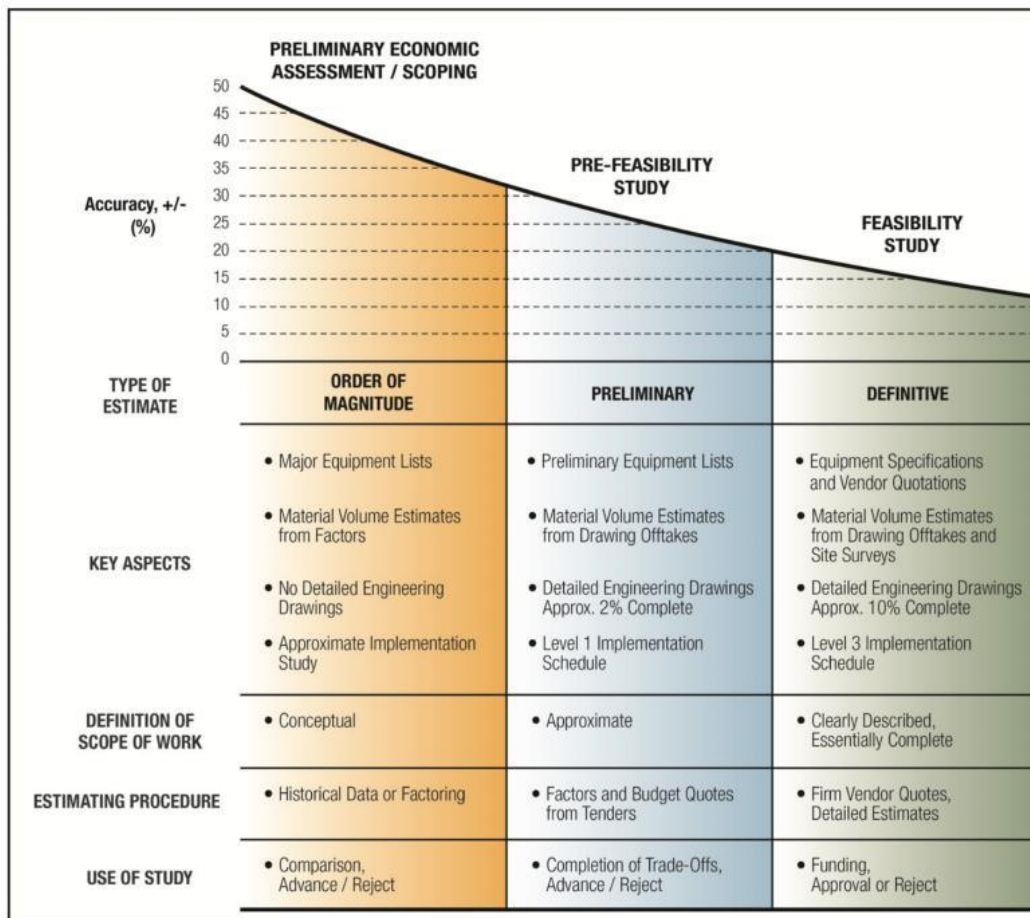 PRELIMINARY ECONOMIC
ASSESSMENT / SCOPING
50
45
40
35
30
25
20
15
10
5
0
Accuracy, +/-
(%)
PRE-FEASIBILITY
STUDY
FEASIBILITY
STUDY
TYPE OF
ESTIMATE
ORDER OF
MAGNITUDE
PRELIMINARY
DEFINITIVE
KEY ASPECTS
• Major Equipment Lists
• Material Volume Estimates
from Factors
• No Detailed Engineering
Drawings
• Approximate Implementation
Study
• Preliminary Equipment Lists
• Material Volume Estimates
from Drawing Offtakes
• Detailed Engineering Drawings
Approx. 2% Complete
• Level 1 Implementation
Schedule
• Equipment Specifications
and Vendor Quotations
• Material Volume Estimates
from Drawing Offtakes and
Site Surveys
• Detailed Engineering Drawings
Approx. 10% Complete
• Level 3 Implementation
Schedule
DEFINITION OF
SCOPE OF WORK
• Conceptual
• Approximate
• Clearly Described,
Essentially Complete
ESTIMATING PROCEDURE
• Historical Data or Factoring
• Factors and Budget Quotes
from Tenders
• Firm Vendor Quotes,
Detailed Estimates
USE OF STUDY
• Comparison,
Advance / Reject
• Completion of Trade-Offs,
Advance / Reject
• Funding,
Approval or Reject